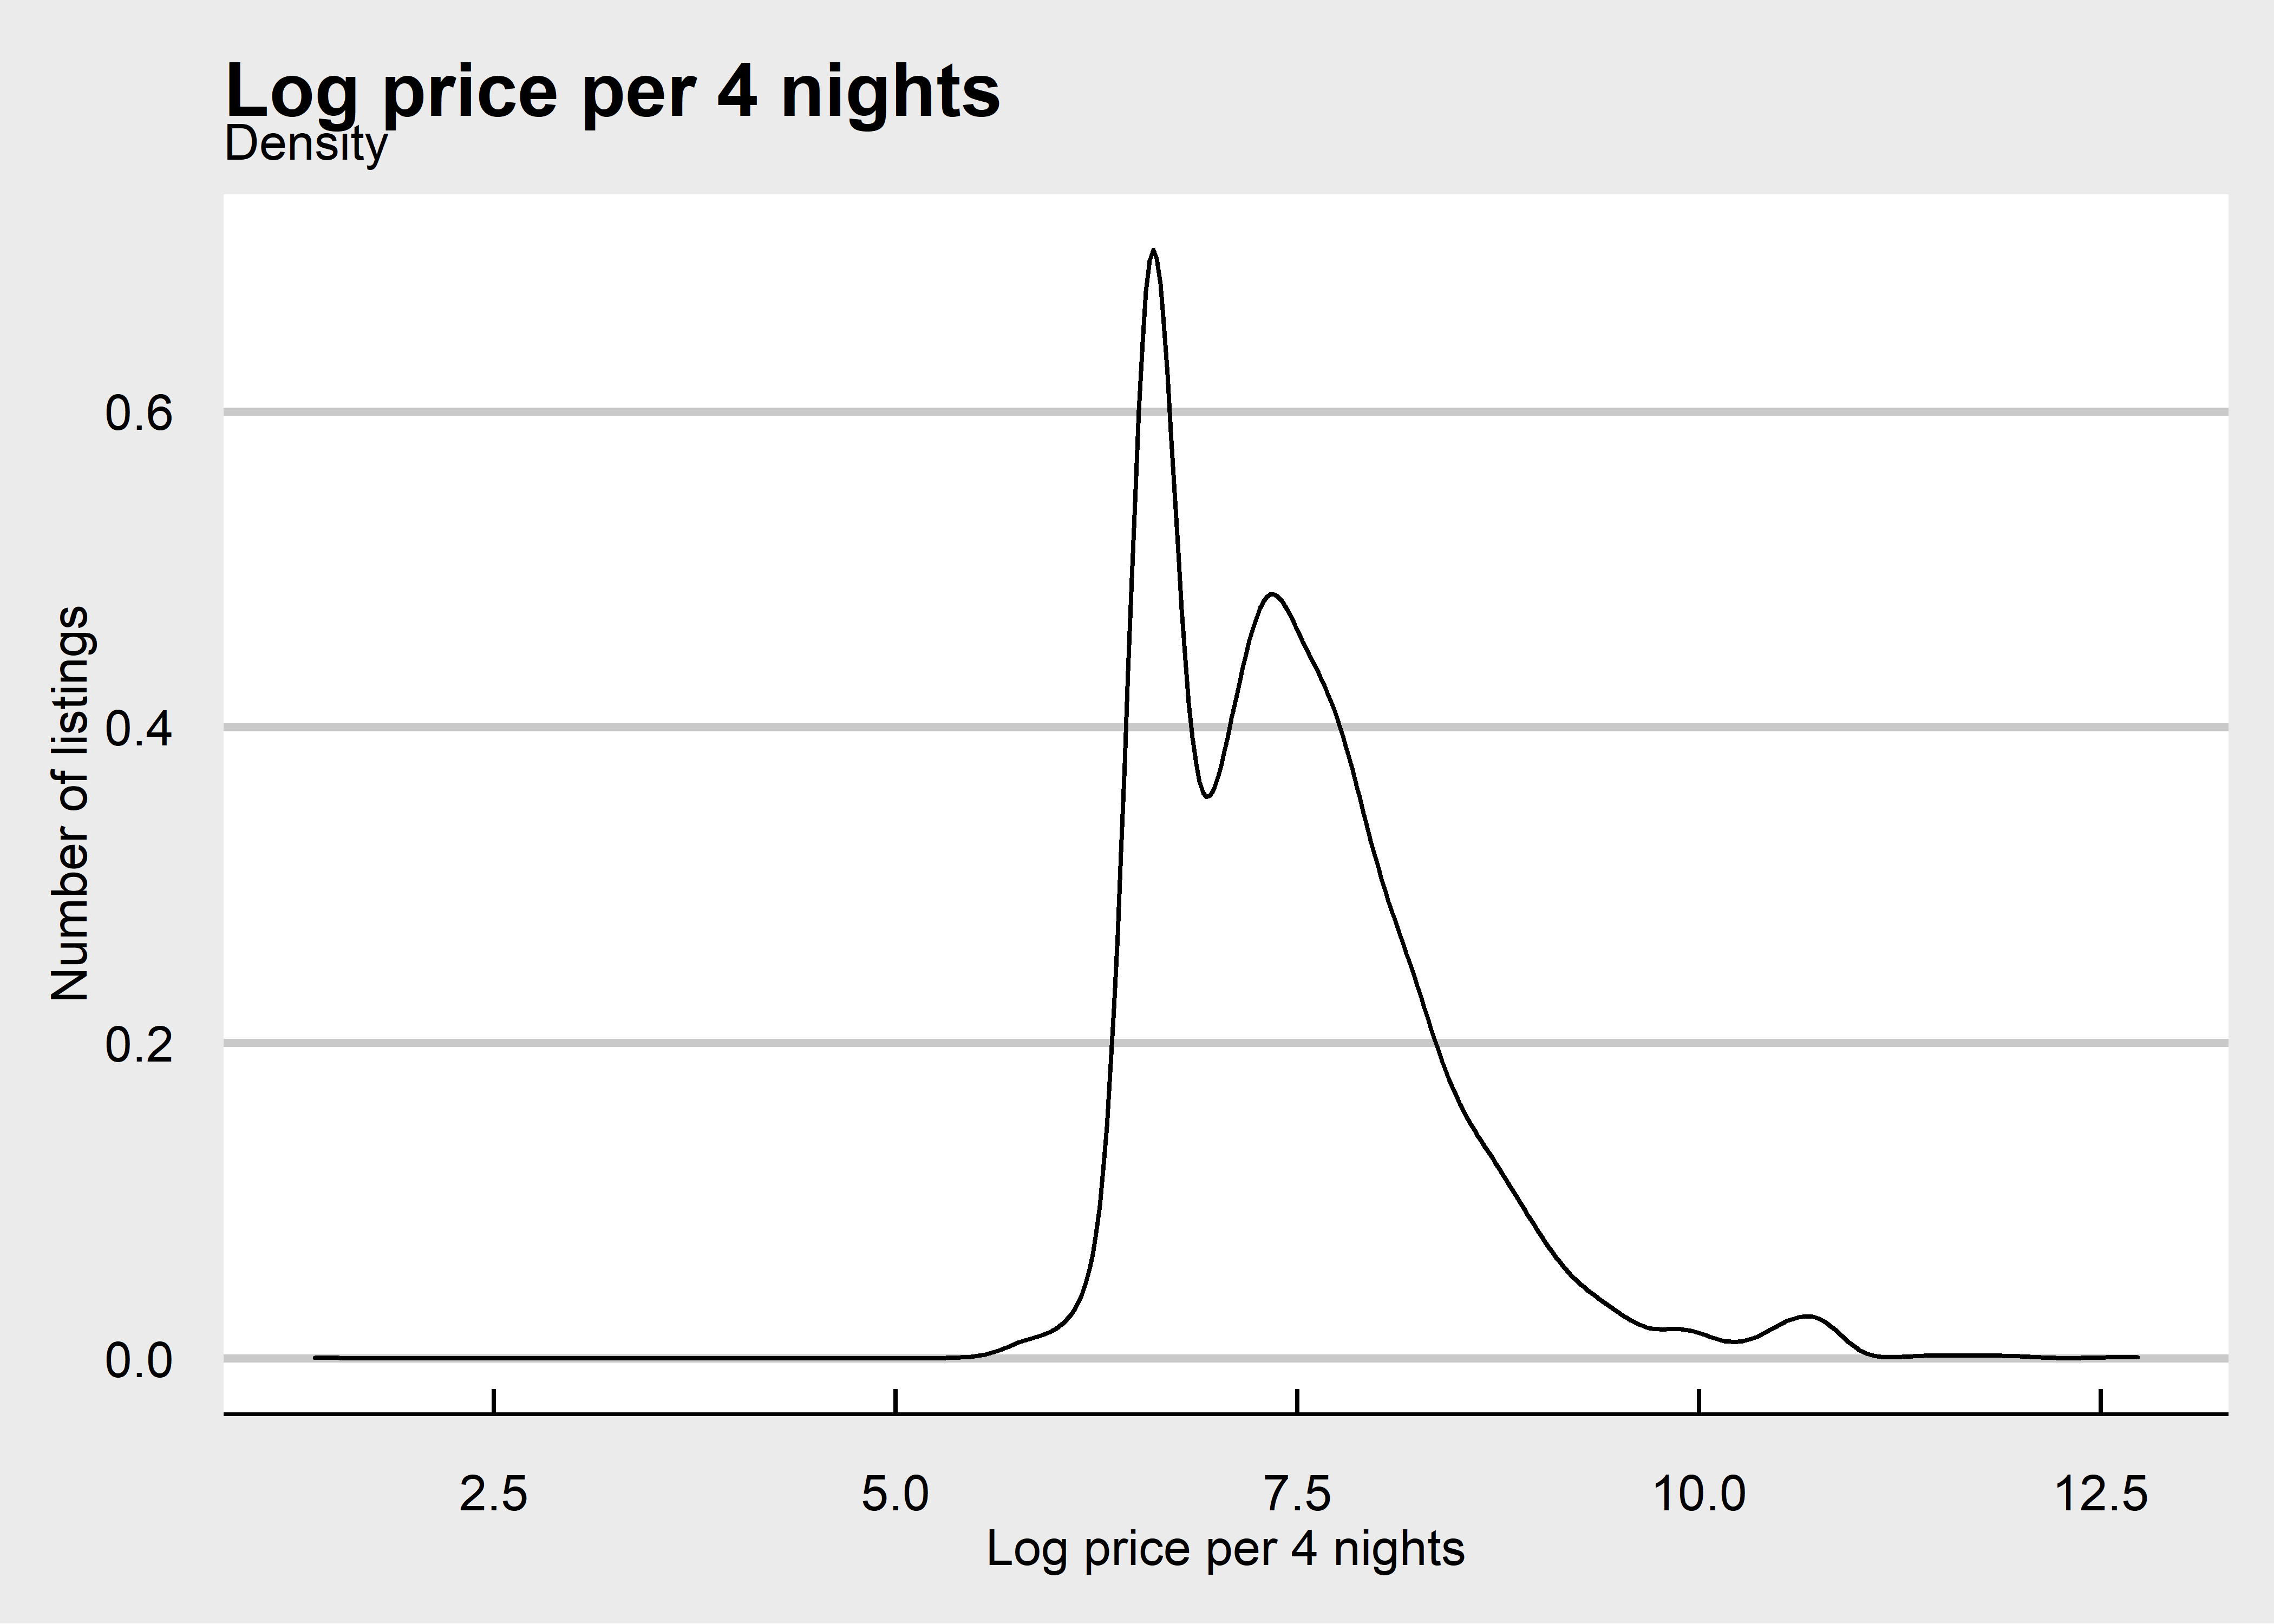 Log price per 4 nights
Density
Number of listings
0.6
0.4
0.2
0.0
2.5 5.0 7.5 10.0 12.5
Log price per 4 nights